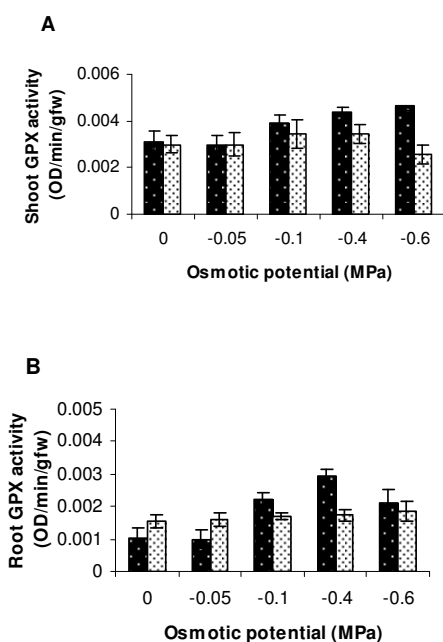 A
Shoot GPX activity
(OD/min/gfw)
0.006
0.004
0.002
0
0 -0.05 -0.1 -0.4 -0.6
Osmotic potential (MPa)
B
Root GPX activity
(OD/min/gfw)
0.005
0.004
0.003
0.002
0.001
0
0 -0.05 -0.1 -0.4 -0.6
Osmotic potential (MPa)